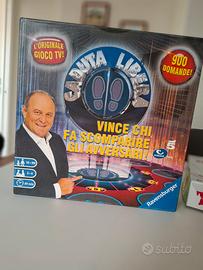 L'ORIGINALE
GIOCO TV!
CADUTA LIBERA
900
DOMANDE!
VINCE CHI
FA SCOMPARIRE
GLI AVVERSARI!
5
Ravensburger
subito